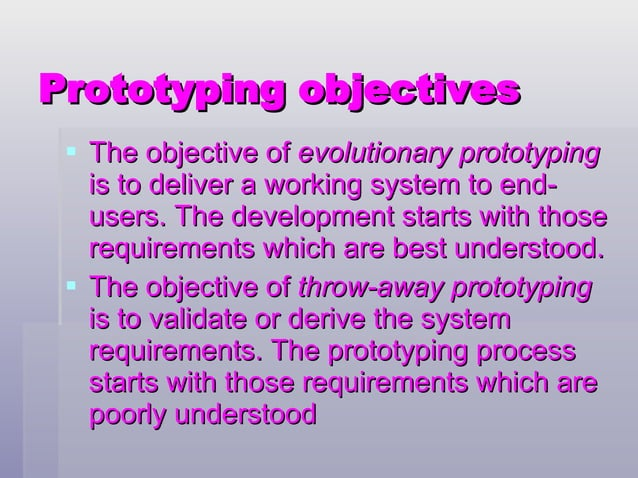 Prototyping objectives
The objective of evolutionary prototyping
is to deliver a working system to end-
users. The development starts with those
requirements which are best understood.
The objective of throw-away prototyping
is to validate or derive the system
requirements. The prototyping process
starts with those requirements which are
poorly understood